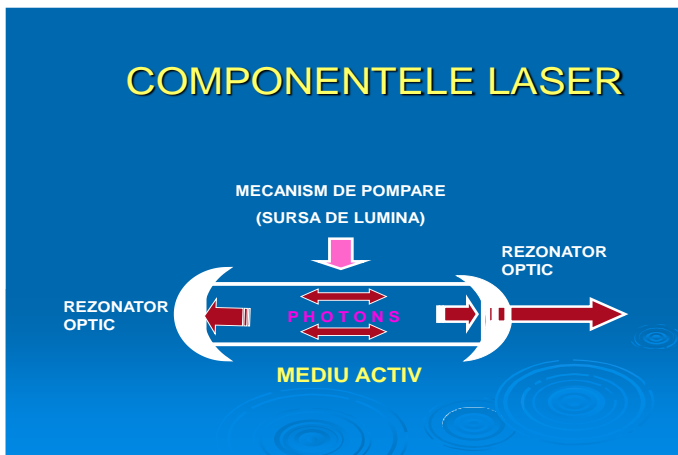 COMPONENTELE LASER
MECANISM DE POMPARE
(SURSA DE LUMINA)
REZONATOR
OPTIC
REZONATOR
OPTIC
PHOTONS
MEDIU ACTIV